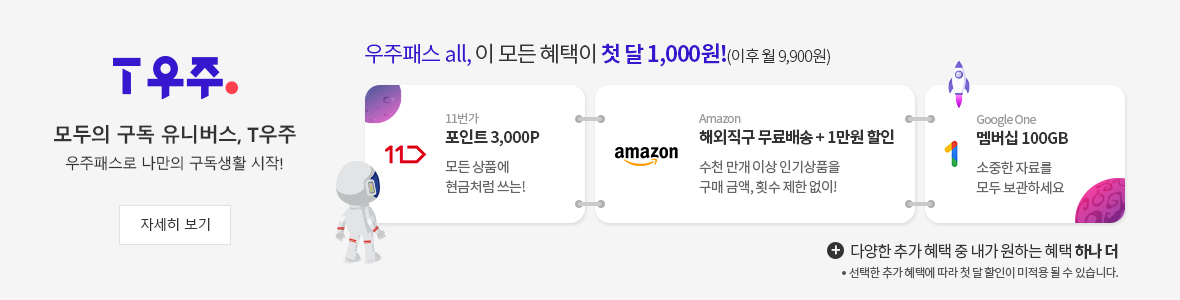 T우주.
모두의 구독 유니버스, T우주
우주패스로 나만의 구독생활 시작!
자세히 보기
우주패스 all, 이 모든 혜택이 첫 달 1,000원!(이후 월 9,900원)
11번가
포인트 3,000P
모든 상품에
현금처럼 쓰는!
amazon
Amazon
해외직구 무료배송 + 1만원 할인
수천 만개 이상 인기상품을
구매 금액, 횟수 제한 없이!
1
Google One
멤버십 100GB
소중한 자료를
모두 보관하세요
다양한 추가 혜택 중 내가 원하는 혜택 하나 더
• 선택한 추가 혜택에 따라 첫 달 할인이 미적용 될 수 있습니다.